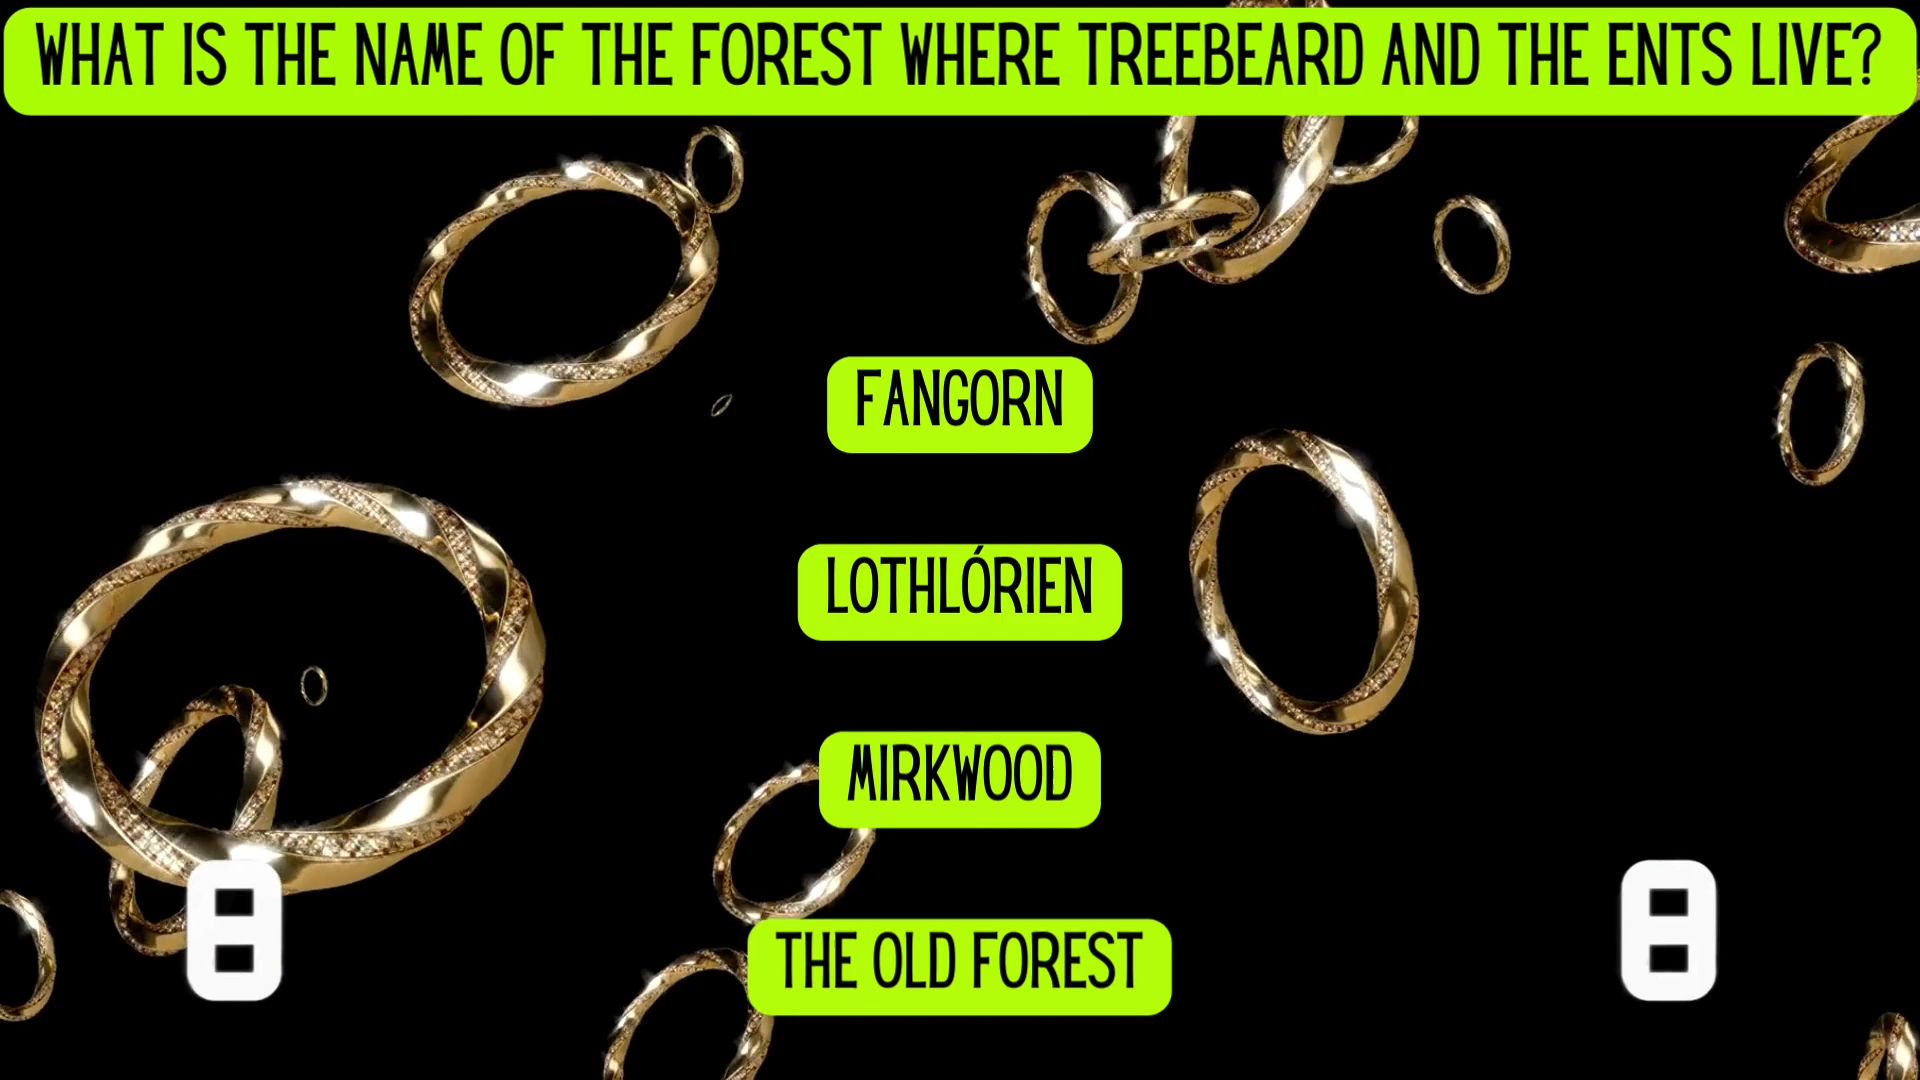 WHAT IS THE NAME OF THE FOREST WHERE TREEBEARD AND THE ENTS LIVE?
FANGORN
LOTHLÓRIEN
MIRKWOOD
THE OLD FOREST
8 8